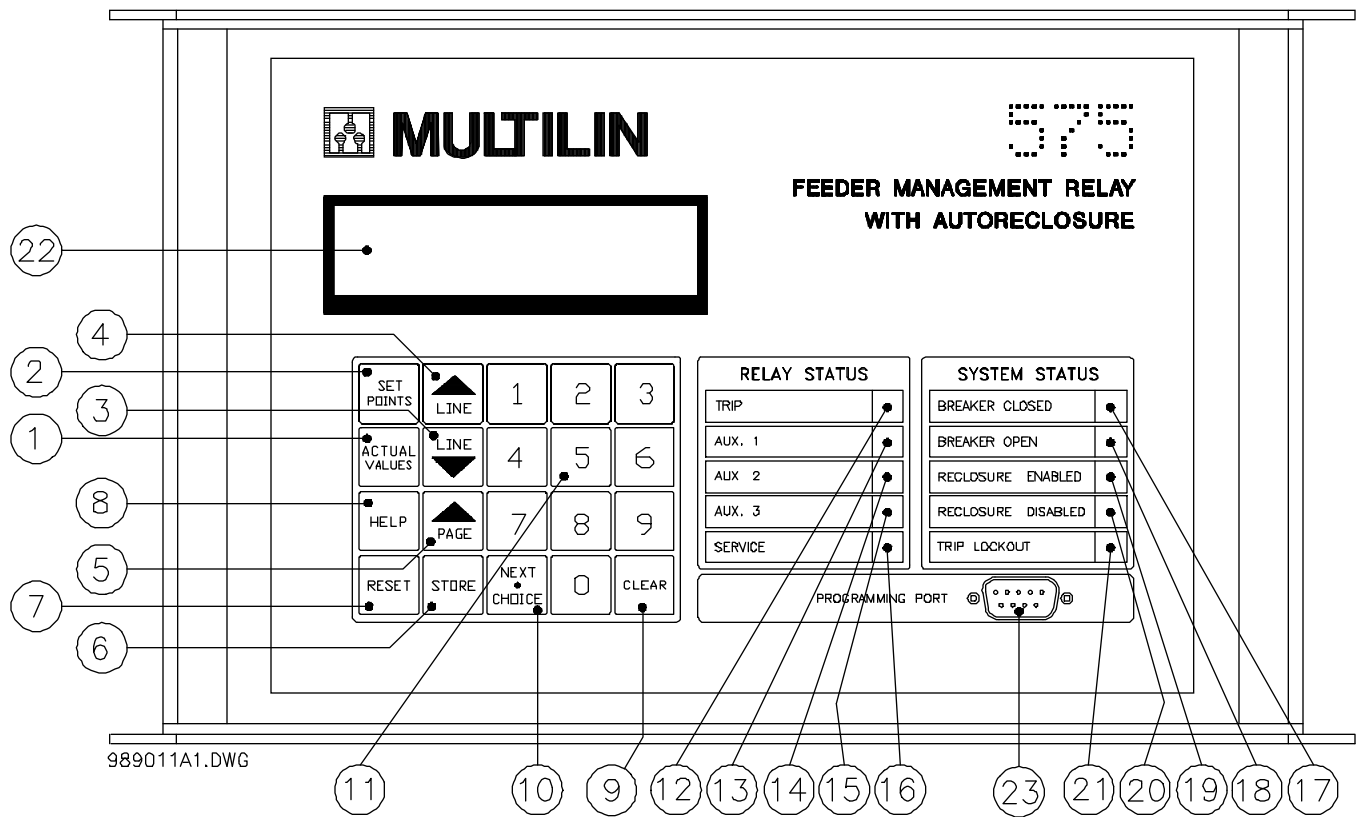 MULTILIN
575
FEEDER MANAGEMENT RELAY
WITH AUTORECLOSURE
22
4
2
3
1
8
5
7
6
SET
POINTS
LINE
1
2
3
ACTUAL
VALUES
LINE
4
5
6
HELP
PAGE
7
8
9
RESET
STORE
NEXT
CHOICE
0
CLEAR
RELAY STATUS
TRIP
AUX. 1
AUX 2
AUX. 3
SERVICE
SYSTEM STATUS
BREAKER CLOSED
BREAKER OPEN
RECLOSURE ENABLED
RECLOSURE DISABLED
TRIP LOCKOUT
PROGRAMMING PORT
989011A1.DWG
11
10
9
12
13
14
15
16
23
21
20
19
18
17